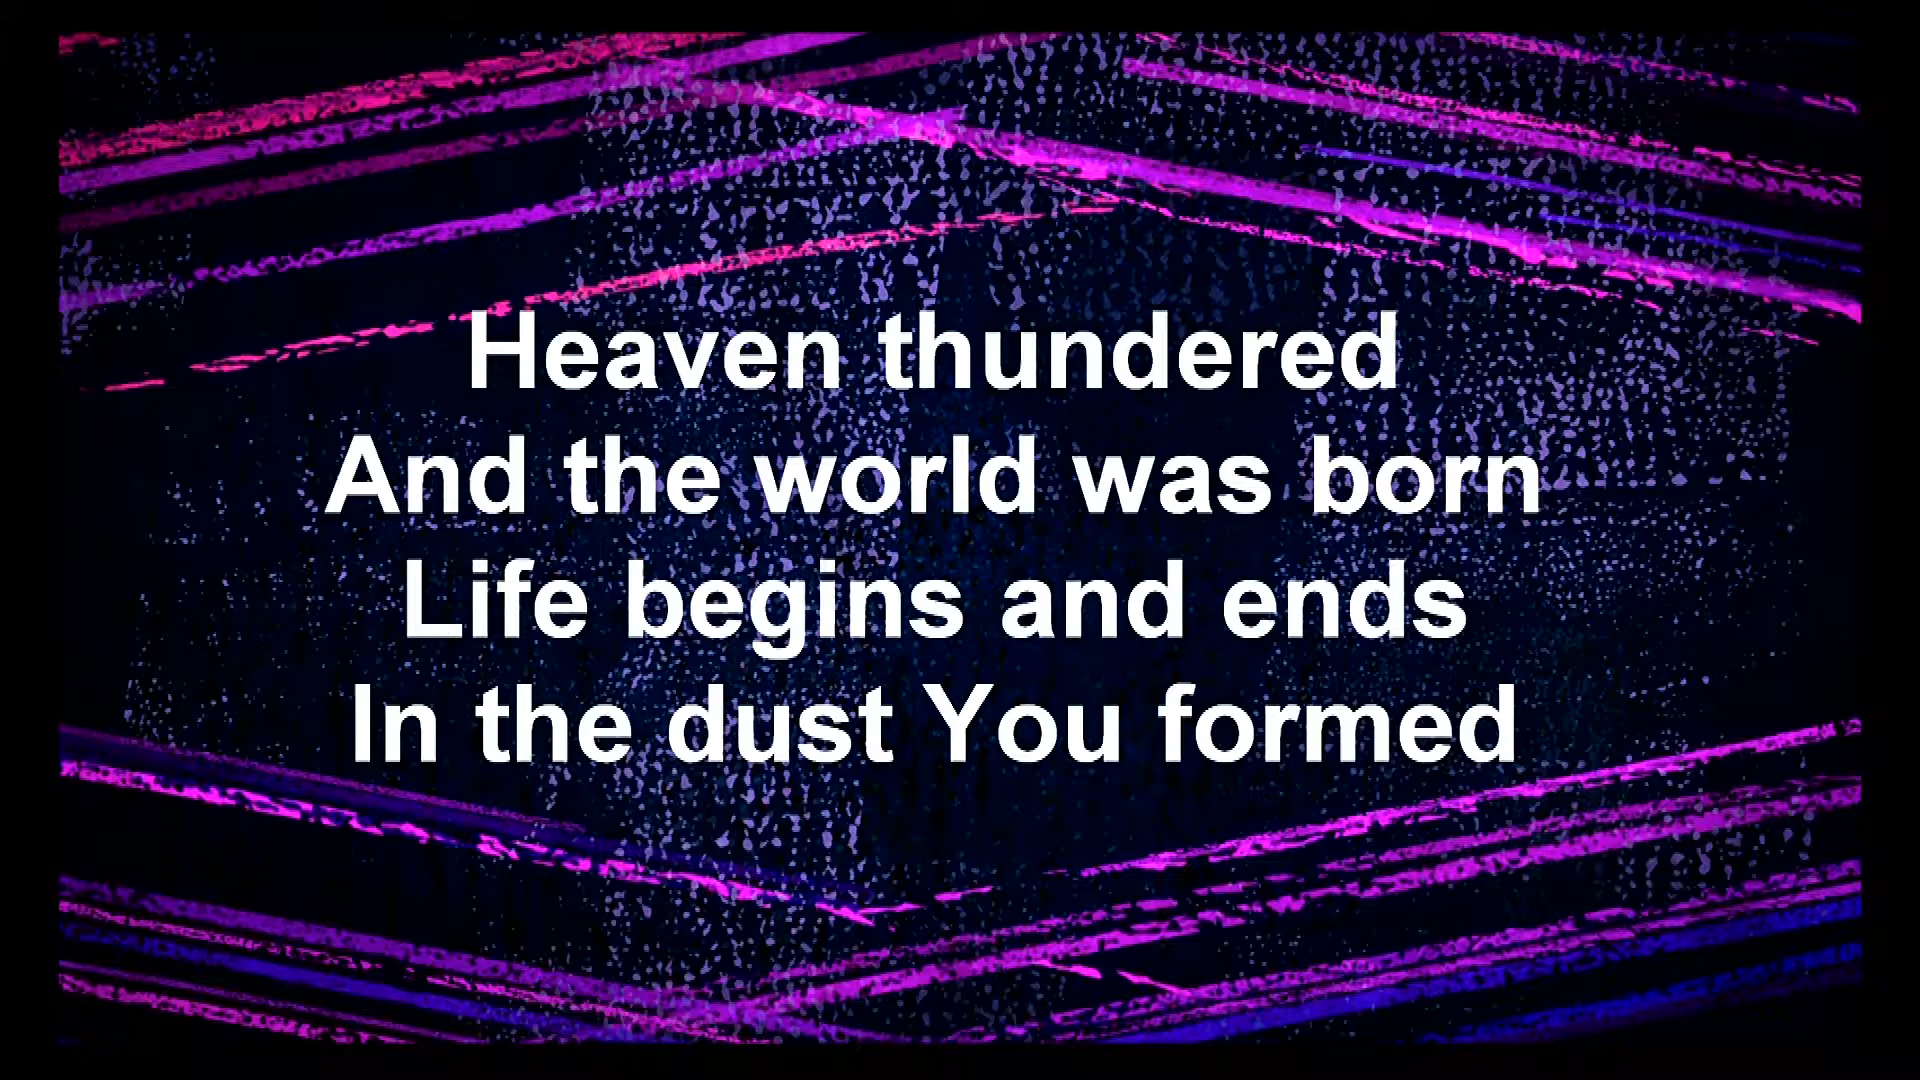 Heaven thundered
And the world was born
Life begins and ends
In the dust You formed